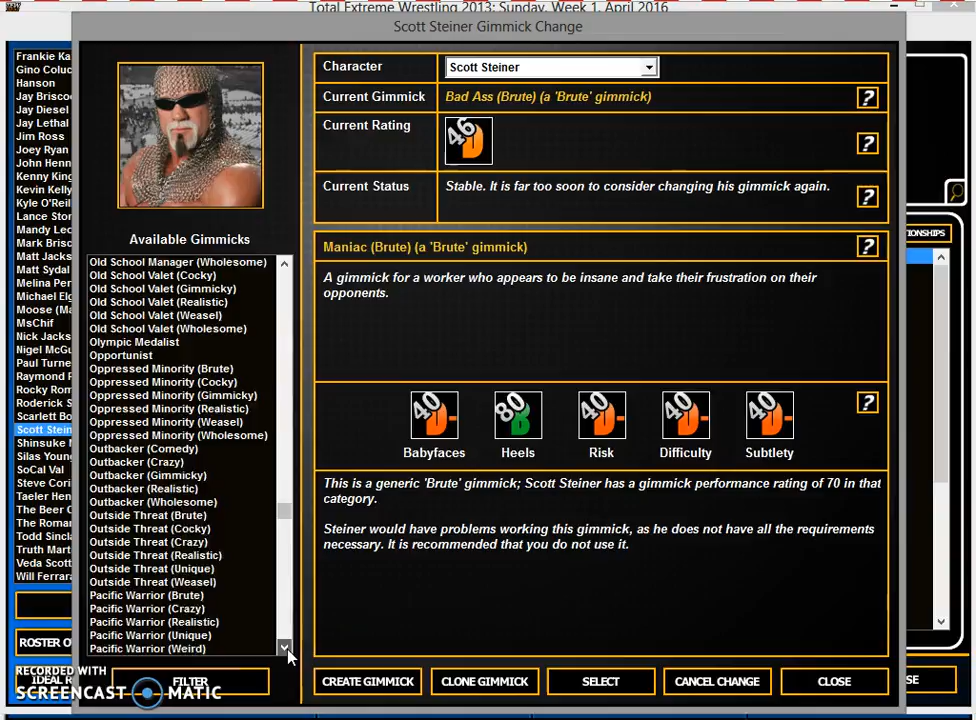 Total Extreme Wrestling 2013: Sunday, Week 1, April 2016
Scott Steiner Gimmick Change
Frankie Ka
Gino Coluc
Hanson
Jay Brisco
Jay Diesel
Jay Lethal
Jim Ross
Joey Ryan
John Henn
Kenny King
Kevin Kelly
Kyle O'Reil
Lance Stor
Mandy Leo
Mark Brisc
Matt Jacks
Matt Sydal
Melina Per
Michael Elg
Moose (Ma
MsChif
Nick Jacks
Nigel McGu
Paul Turne
Raymond F
Rocky Rom
Roderick S
Scarlett Bo
Scott Stein
Shinsuke
Silas Young
SoCal Val
Steve Corin
Taeler Hen
The Beer C
The Roman
Todd Sincl
Truth Mart
Veda Scott
Will Ferrara
ROSTER O
IDEAL R
Available Gimmicks
Old School Manager (Wholesome)
Old School Valet (Cocky)
Old School Valet (Gimmicky)
Old School Valet (Realistic)
Old School Valet (Weasel)
Old School Valet (Wholesome)
Olympic Medalist
Opportunist
Oppressed Minority (Brute)
Oppressed Minority (Cocky)
Oppressed Minority (Gimmicky)
Oppressed Minority (Realistic)
Oppressed Minority (Weasel)
Oppressed Minority (Wholesome)
Outbacker (Comedy)
Outbacker (Crazy)
Outbacker (Gimmicky)
Outbacker (Realistic)
Outbacker (Wholesome)
Outside Threat (Brute)
Outside Threat (Cocky)
Outside Threat (Crazy)
Outside Threat (Realistic)
Outside Threat (Unique)
Outside Threat (Weasel)
Pacific Warrior (Brute)
Pacific Warrior (Crazy)
Pacific Warrior (Realistic)
Pacific Warrior (Unique)
Pacific Warrior (Weird)
FILTER
RECORDED WITH
SCREENCAST MATIC
Character
Scott Steiner
Current Gimmick
Bad Ass (Brute) (a 'Brute' gimmick)
?
Current Rating
46 D
?
Current Status
Stable. It is far too soon to consider changing his gimmick again.
?
Maniac (Brute) (a 'Brute' gimmick)
?
A gimmick for a worker who appears to be insane and take their frustration on their
opponents.
40 D- 80 B 40 D- 40 D- 40 D-
?
Babyfaces Heels Risk Difficulty Subtlety
This is a generic 'Brute' gimmick; Scott Steiner has a gimmick performance rating of 70 in that
category.
Steiner would have problems working this gimmick, as he does not have all the requirements
necessary. It is recommended that you do not use it.
CREATE GIMMICK CLONE GIMMICK SELECT CANCEL CHANGE CLOSE
TIONSHIPS
SE